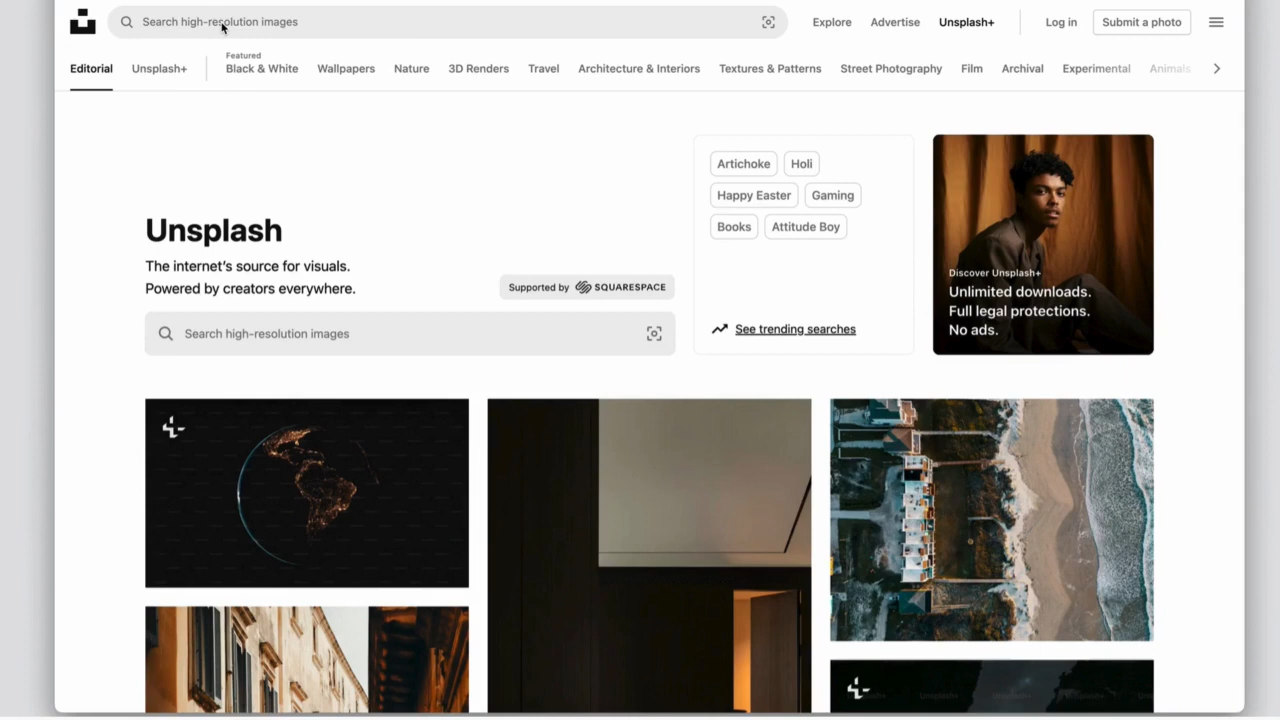 Search high-resolution images
Explore
Advertise
Unsplash+
Log in
Submit a photo
Editorial
Unsplash+
Featured
Black & White
Wallpapers
Nature
3D Renders
Travel
Architecture & Interiors
Textures & Patterns
Street Photography
Film
Archival
Experimental
Animals
Unsplash
The internet's source for visuals.
Powered by creators everywhere.
Supported by SQUARESPACE
Search high-resolution images
Artichoke
Holi
Happy Easter
Gaming
Books
Attitude Boy
See trending searches
Discover Unsplash+
Unlimited downloads.
Full legal protections.
No ads.